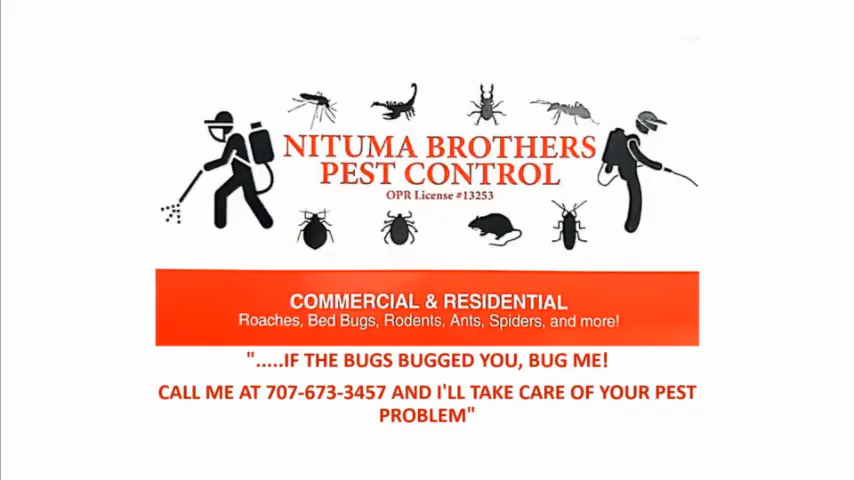 NITUMA BROTHERS
PEST CONTROL
OPR License #13253
COMMERCIAL & RESIDENTIAL
Roaches, Bed Bugs, Rodents, Ants, Spiders, and more!
".....IF THE BUGS BUGGED YOU, BUG ME!
CALL ME AT 707-673-3457 AND I'LL TAKE CARE OF YOUR PEST
PROBLEM"